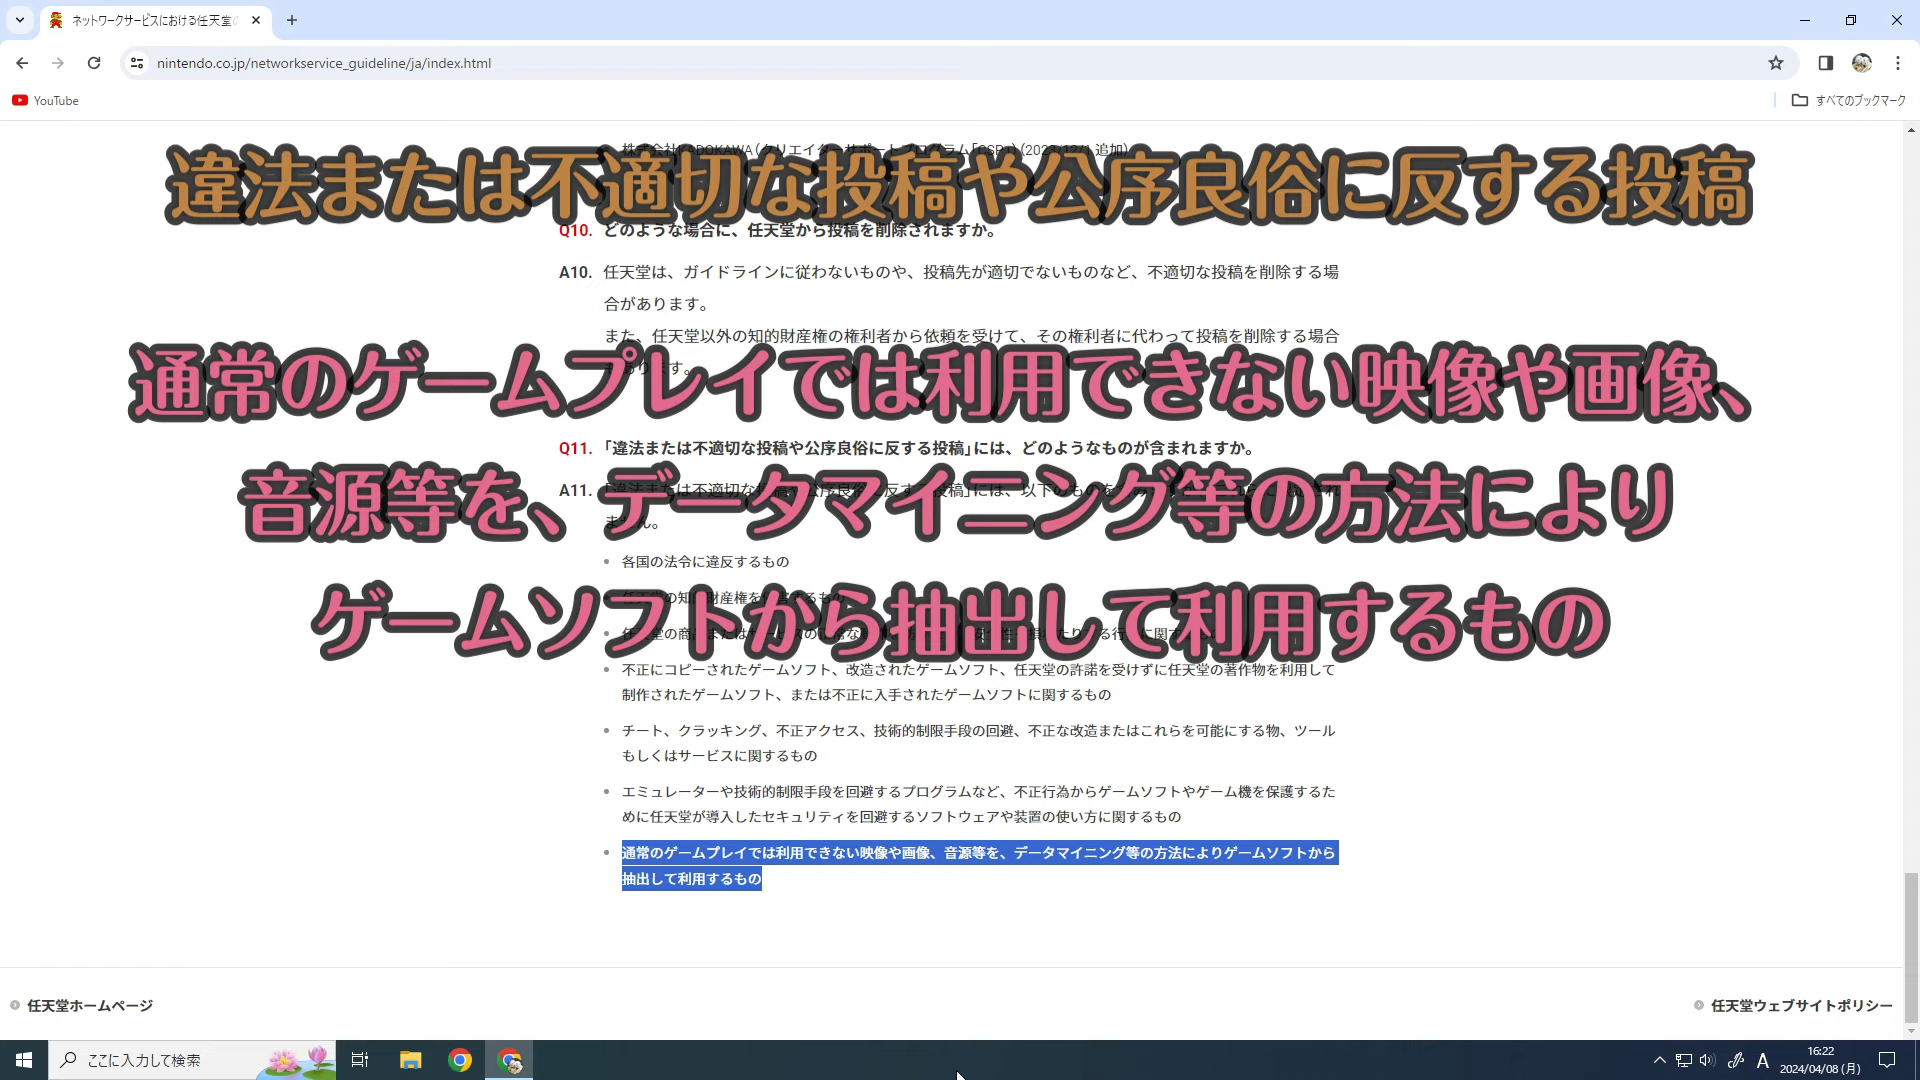 ネットワークサービスにおける任天堂の
nintendo.co.jp/networkservice_guideline/ja/index.html
YouTube
すべてのブックマーク
違法または不適切な投稿や公序良俗に反する投稿
Q10. どのような場合に、任天堂から投稿を削除されますか。
A10. 任天堂は、ガイドラインに従わないものや、投稿先が適切でないものなど、不適切な投稿を削除する場
合があります。
また、任天堂以外の知的財産権の権利者から依頼を受けて、その権利者に代わって投稿を削除する場合
通常のゲームプレイでは利用できない映像や画像、
Q11. 「違法または不適切な投稿や公序良俗に反する投稿」には、どのようなものが含まれますか。
A11.
音源等を、データマイニング等の方法により
各国の法令に違反するもの
ゲームソフトから抽出して利用するもの
不正にコピーされたゲームソフト、改造されたゲームソフト、任天堂の許諾を受けずに任天堂の著作物を利用して
制作されたゲームソフト、または不正に入手されたゲームソフトに関するもの
チート、クラッキング、不正アクセス、技術的制限手段の回避、不正な改造またはこれらを可能にする物、ツール
もしくはサービスに関するもの
エミュレーターや技術的制限手段を回避するプログラムなど、不正行為からゲームソフトやゲーム機を保護するた
めに任天堂が導入したセキュリティを回避するソフトウェアや装置の使い方に関するもの
通常のゲームプレイでは利用できない映像や画像、音源等を、データマイニング等の方法によりゲームソフトから
抽出して利用するもの
任天堂ホームページ
任天堂ウェブサイトポリシー
ここに入力して検索
A
16:22
2024/04/08 (月)